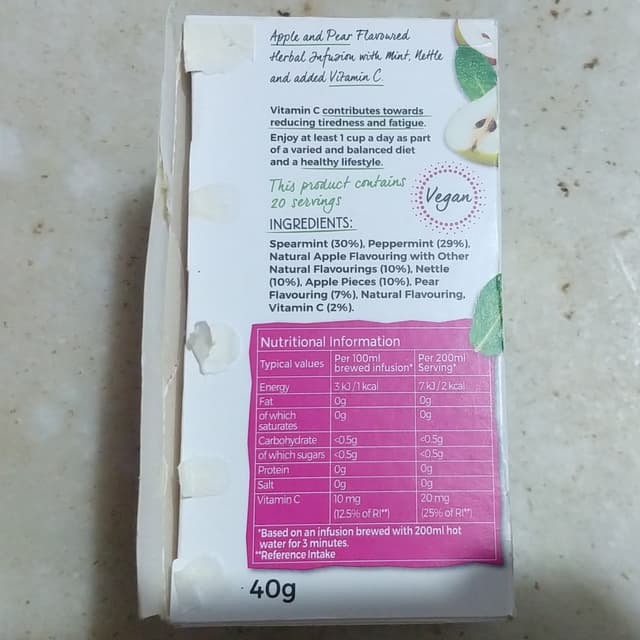 Apple and Pear Flavoured
Herbal Infusion with Mint, Nettle
and added Vitamin C.
Vitamin C contributes towards
reducing tiredness and fatigue.
Enjoy at least 1 cup a day as part
of a varied and balanced diet
and a healthy lifestyle.
This product contains
20 servings
Vegan
INGREDIENTS:
Spearmint (30%), Peppermint (29%),
Natural Apple Flavouring with Other
Natural Flavourings (10%), Nettle
(10%), Apple Pieces (10%), Pear
Flavouring (7%), Natural Flavouring,
Vitamin C (2%).
Nutritional Information
Typical values Per 100ml brewed infusion* Per 200ml Serving*
Energy 3 kJ / 1 kcal 7 kJ / 2 kcal
Fat 0g 0g
of which saturates 0g 0g
Carbohydrate <0.5g <0.5g
of which sugars <0.5g <0.5g
Protein 0g 0g
Salt 0g 0g
Vitamin C 10 mg 20 mg
(12.5% of RI**) (25% of RI**)
*Based on an infusion brewed with 200ml hot
water for 3 minutes.
**Reference Intake
40g